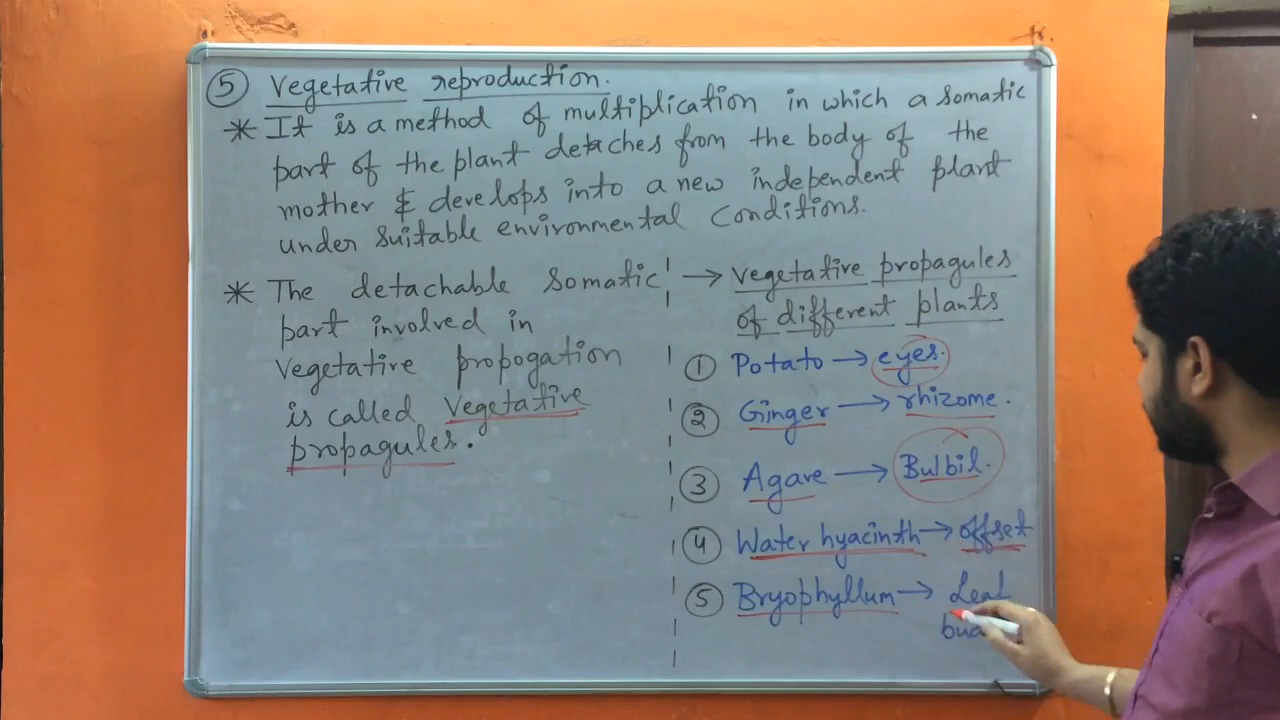 ⑤ Vegetative reproduction.
* It is a method of multiplication in which a somatic
part of the plant detaches from the body of the
mother & develops into a new independent plant
under suitable environmental conditions.
* The detachable somatic
part involved in
vegetative propogation
is called vegetative
propagules.
→ vegetative propagules
of different plants
① Potato → eyes.
② Ginger → rhizome.
③ Agave → Bulbil.
④ Water hyacinth → offset
⑤ Bryophyllum → Leaf